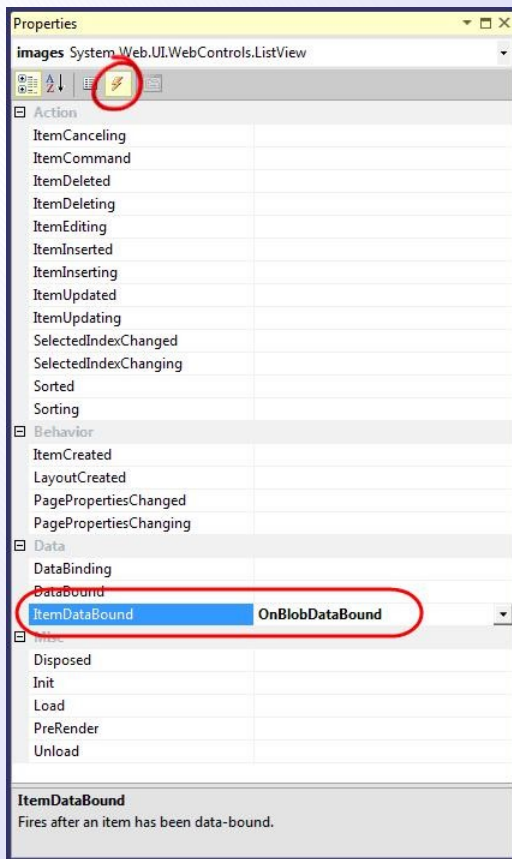 Properties
images System.Web.UI.WebControls.ListView
Action
ItemCanceling
ItemCommand
ItemDeleted
ItemDeleting
ItemEditing
ItemInserted
ItemInserting
ItemUpdated
ItemUpdating
SelectedIndexChanged
SelectedIndexChanging
Sorted
Sorting
Behavior
ItemCreated
LayoutCreated
PagePropertiesChanged
PagePropertiesChanging
Data
DataBinding
DataBound
ItemDataBound OnBlobDataBound
Misc
Disposed
Init
Load
PreRender
Unload
ItemDataBound
Fires after an item has been data-bound.